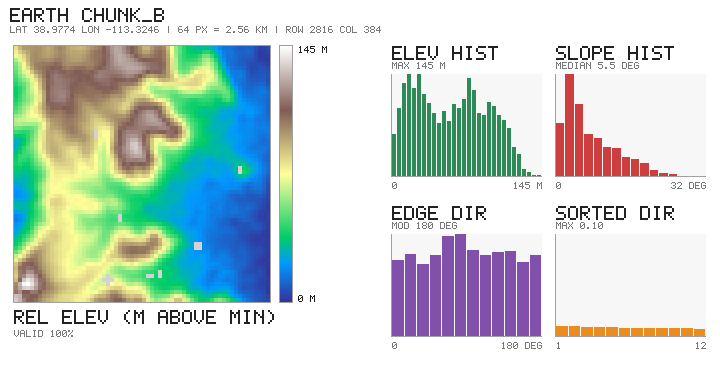 EARTH CHUNK_B
LAT 38.9774 LON -113.3246 | 64 PX = 2.56 KM | ROW 2816 COL 384
145 M
0 M
REL ELEV (M ABOVE MIN)
VALID 100%
ELEV HIST
MAX 145 M
0 145 M
SLOPE HIST
MEDIAN 5.5 DEG
0 32 DEG
EDGE DIR
MOD 180 DEG
0 180 DEG
SORTED DIR
MAX 0.10
1 12